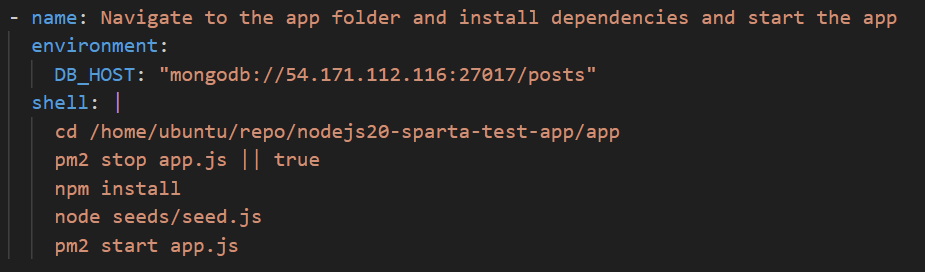 - name: Navigate to the app folder and install dependencies and start the app
  environment:
    DB_HOST: "mongodb://54.171.112.116:27017/posts"
  shell: |
    cd /home/ubuntu/repo/nodejs20-sparta-test-app/app
    pm2 stop app.js || true
    npm install
    node seeds/seed.js
    pm2 start app.js